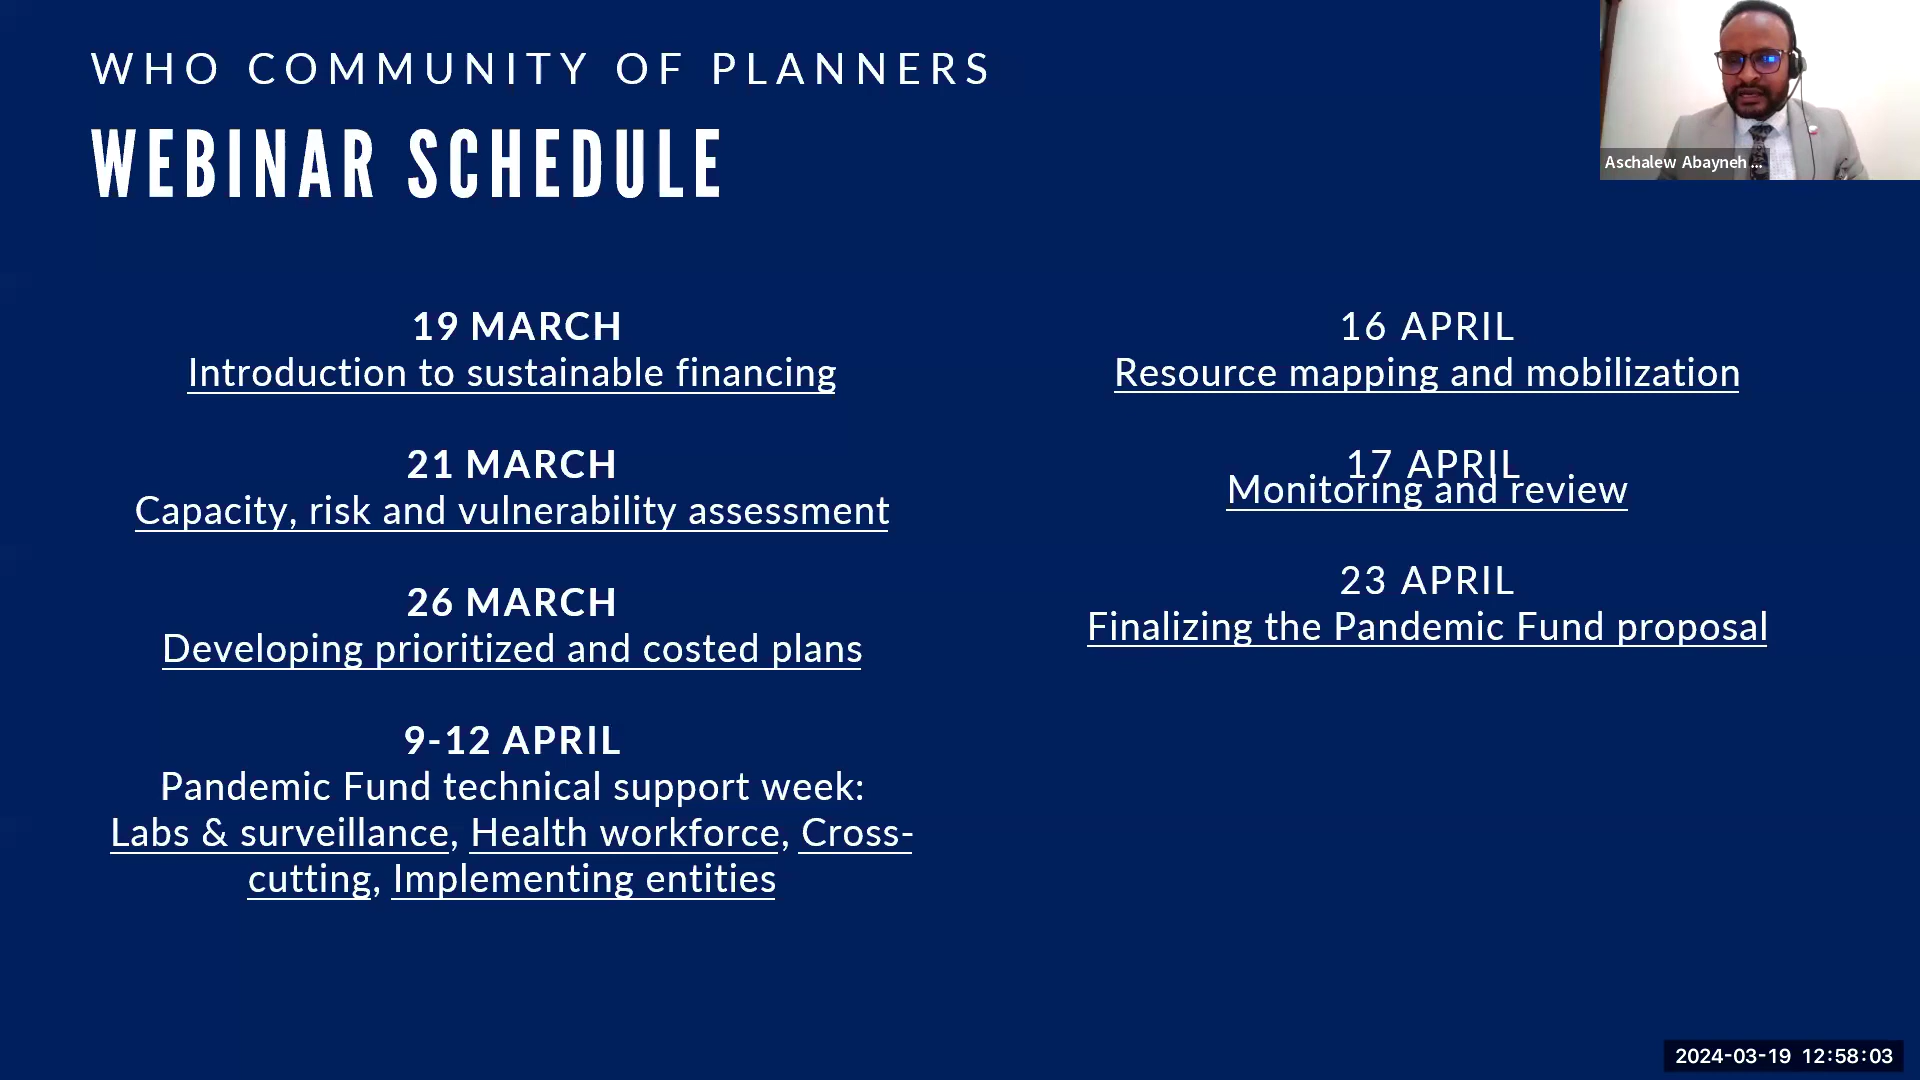 WHO COMMUNITY OF PLANNERS
WEBINAR SCHEDULE
Aschalew Abayneh ...
19 MARCH
Introduction to sustainable financing
21 MARCH
Capacity, risk and vulnerability assessment
26 MARCH
Developing prioritized and costed plans
9-12 APRIL
Pandemic Fund technical support week:
Labs & surveillance, Health workforce, Cross-
cutting, Implementing entities
16 APRIL
Resource mapping and mobilization
17 APRIL
Monitoring and review
23 APRIL
Finalizing the Pandemic Fund proposal
2024-03-19 12:58:03